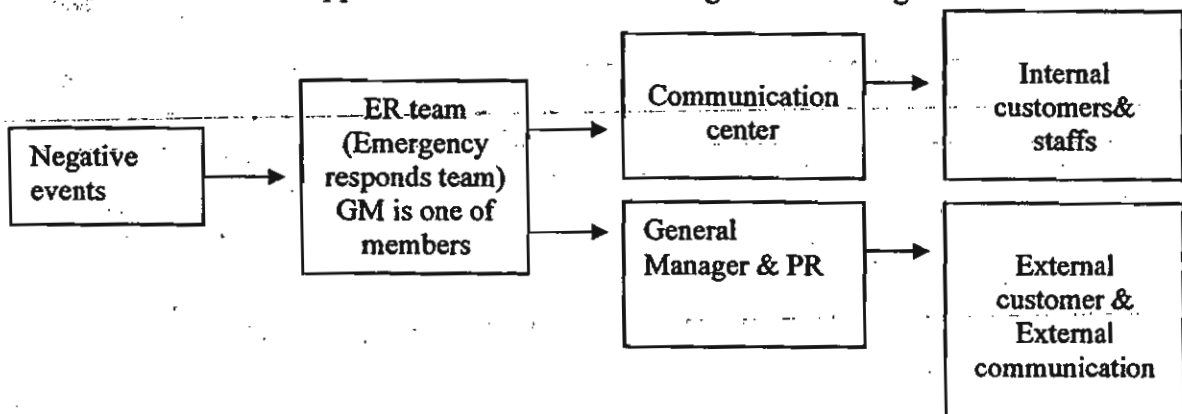 Negative
events
ER team
(Emergency
responds team)
GM is one of
members
Communication
center
General
Manager & PR
Internal
customers&
staffs
External
customer &
External
communication